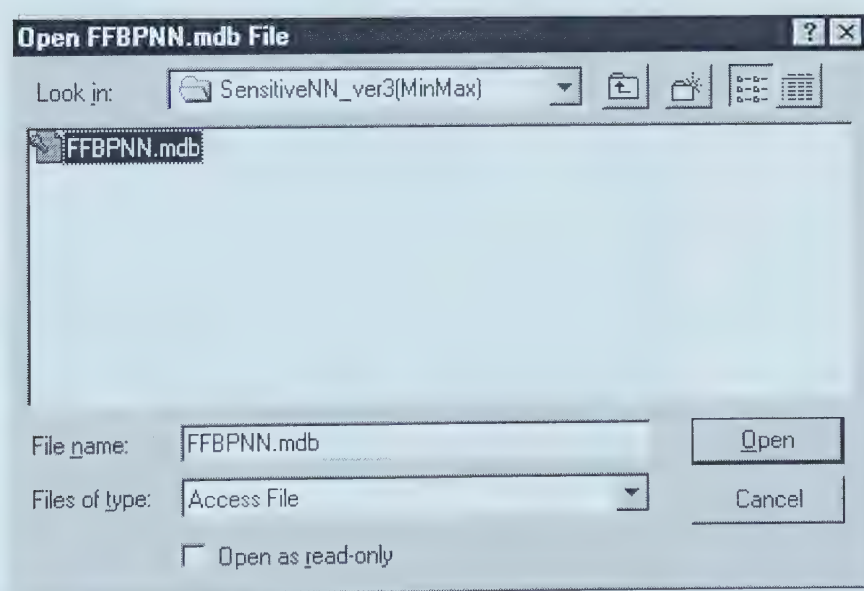 Open FFBPNN.mdb File
Look in: SensitiveNN_ver3(MinMax)
FFBPNN.mdb
File name: FFBPNN.mdb Open
Files of type: Access File Cancel
Open as read-only